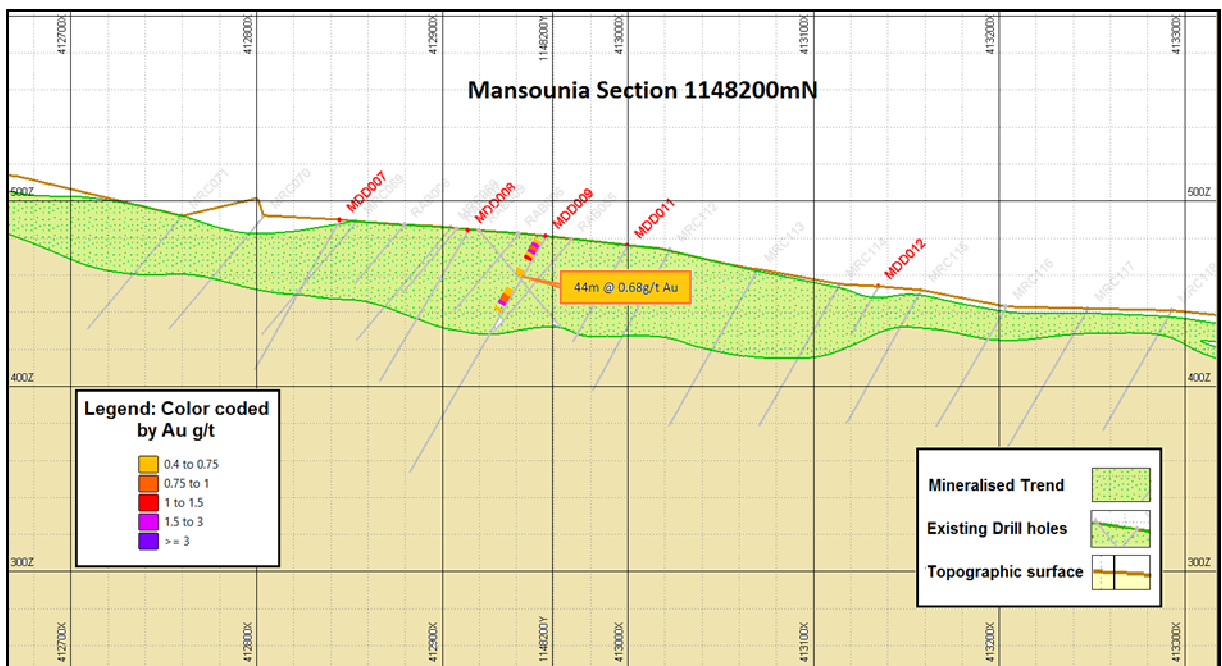 412700X
412800X
412900X
1148200Y
413000X
413100X
413200X
413300X
Mansounia Section 1148200mN
500Z
500Z
MRC071
MRC070
MDD007
MDD008
MDD009
MDD011
MRC112
MRC113
MRC114
MDD012
MRC116
MRC117
MRC118
44m @ 0.68g/t Au
400Z
400Z
Legend: Color coded
by Au g/t
0.4 to 0.75
0.75 to 1
1 to 1.5
1.5 to 3
>= 3
Mineralised Trend
Existing Drill holes
Topographic surface
300Z
300Z
412700X
412800X
412900X
1148200Y
413000X
413100X
413200X
413300X